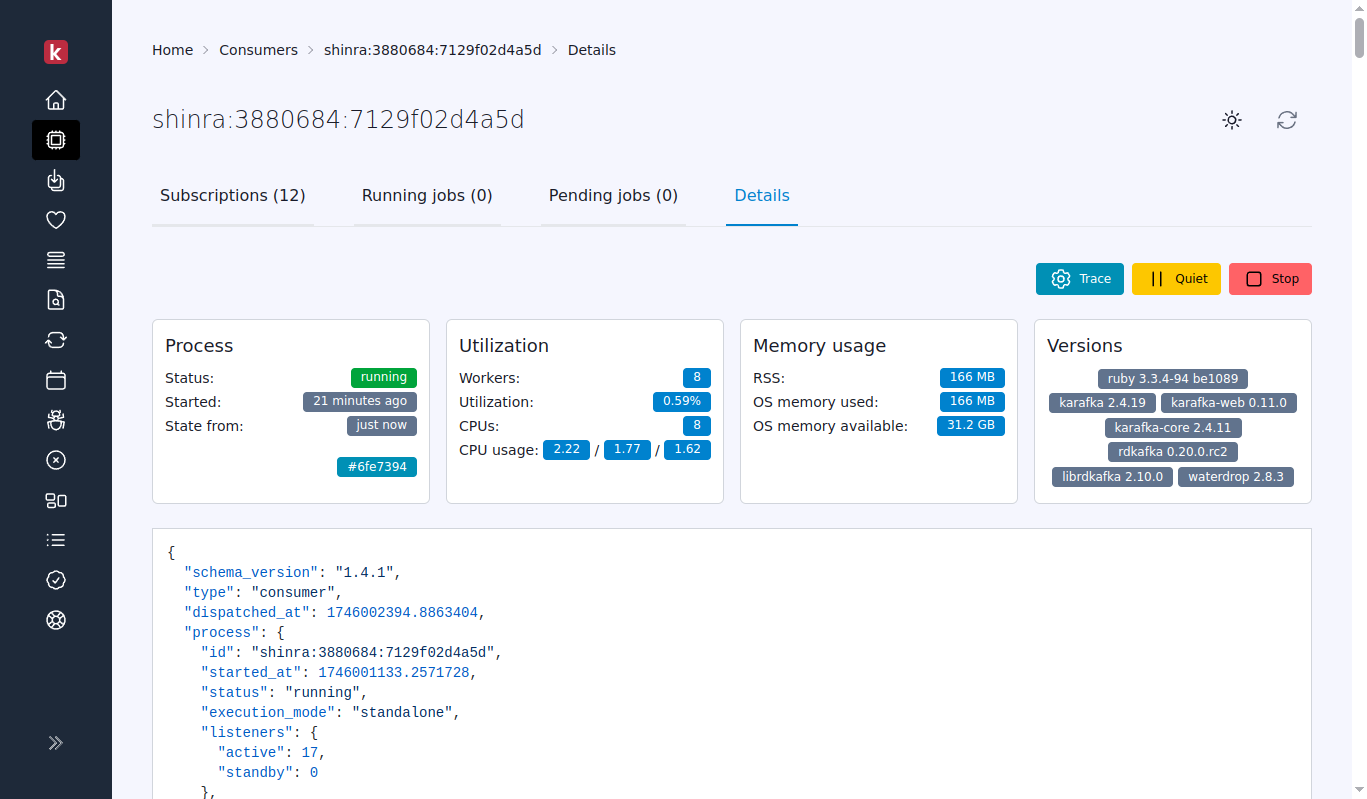 k
Home > Consumers > shinra:3880684:7129f02d4a5d > Details
shinra:3880684:7129f02d4a5d
Subscriptions (12) Running jobs (0) Pending jobs (0) Details
Trace Quiet Stop
Process
Status: running
Started: 21 minutes ago
State from: just now
#6fe7394
Utilization
Workers: 8
Utilization: 0.59%
CPUs: 8
CPU usage: 2.22 / 1.77 / 1.62
Memory usage
RSS: 166 MB
OS memory used: 166 MB
OS memory available: 31.2 GB
Versions
ruby 3.3.4-94 be1089
karafka 2.4.19 karafka-web 0.11.0
karafka-core 2.4.11
rdkafka 0.20.0.rc2
librdkafka 2.10.0 waterdrop 2.8.3
{
"schema_version": "1.4.1",
"type": "consumer",
"dispatched_at": 1746002394.8863404,
"process": {
"id": "shinra:3880684:7129f02d4a5d",
"started_at": 1746001133.2571728,
"status": "running",
"execution_mode": "standalone",
"listeners": {
"active": 17,
"standby": 0
},